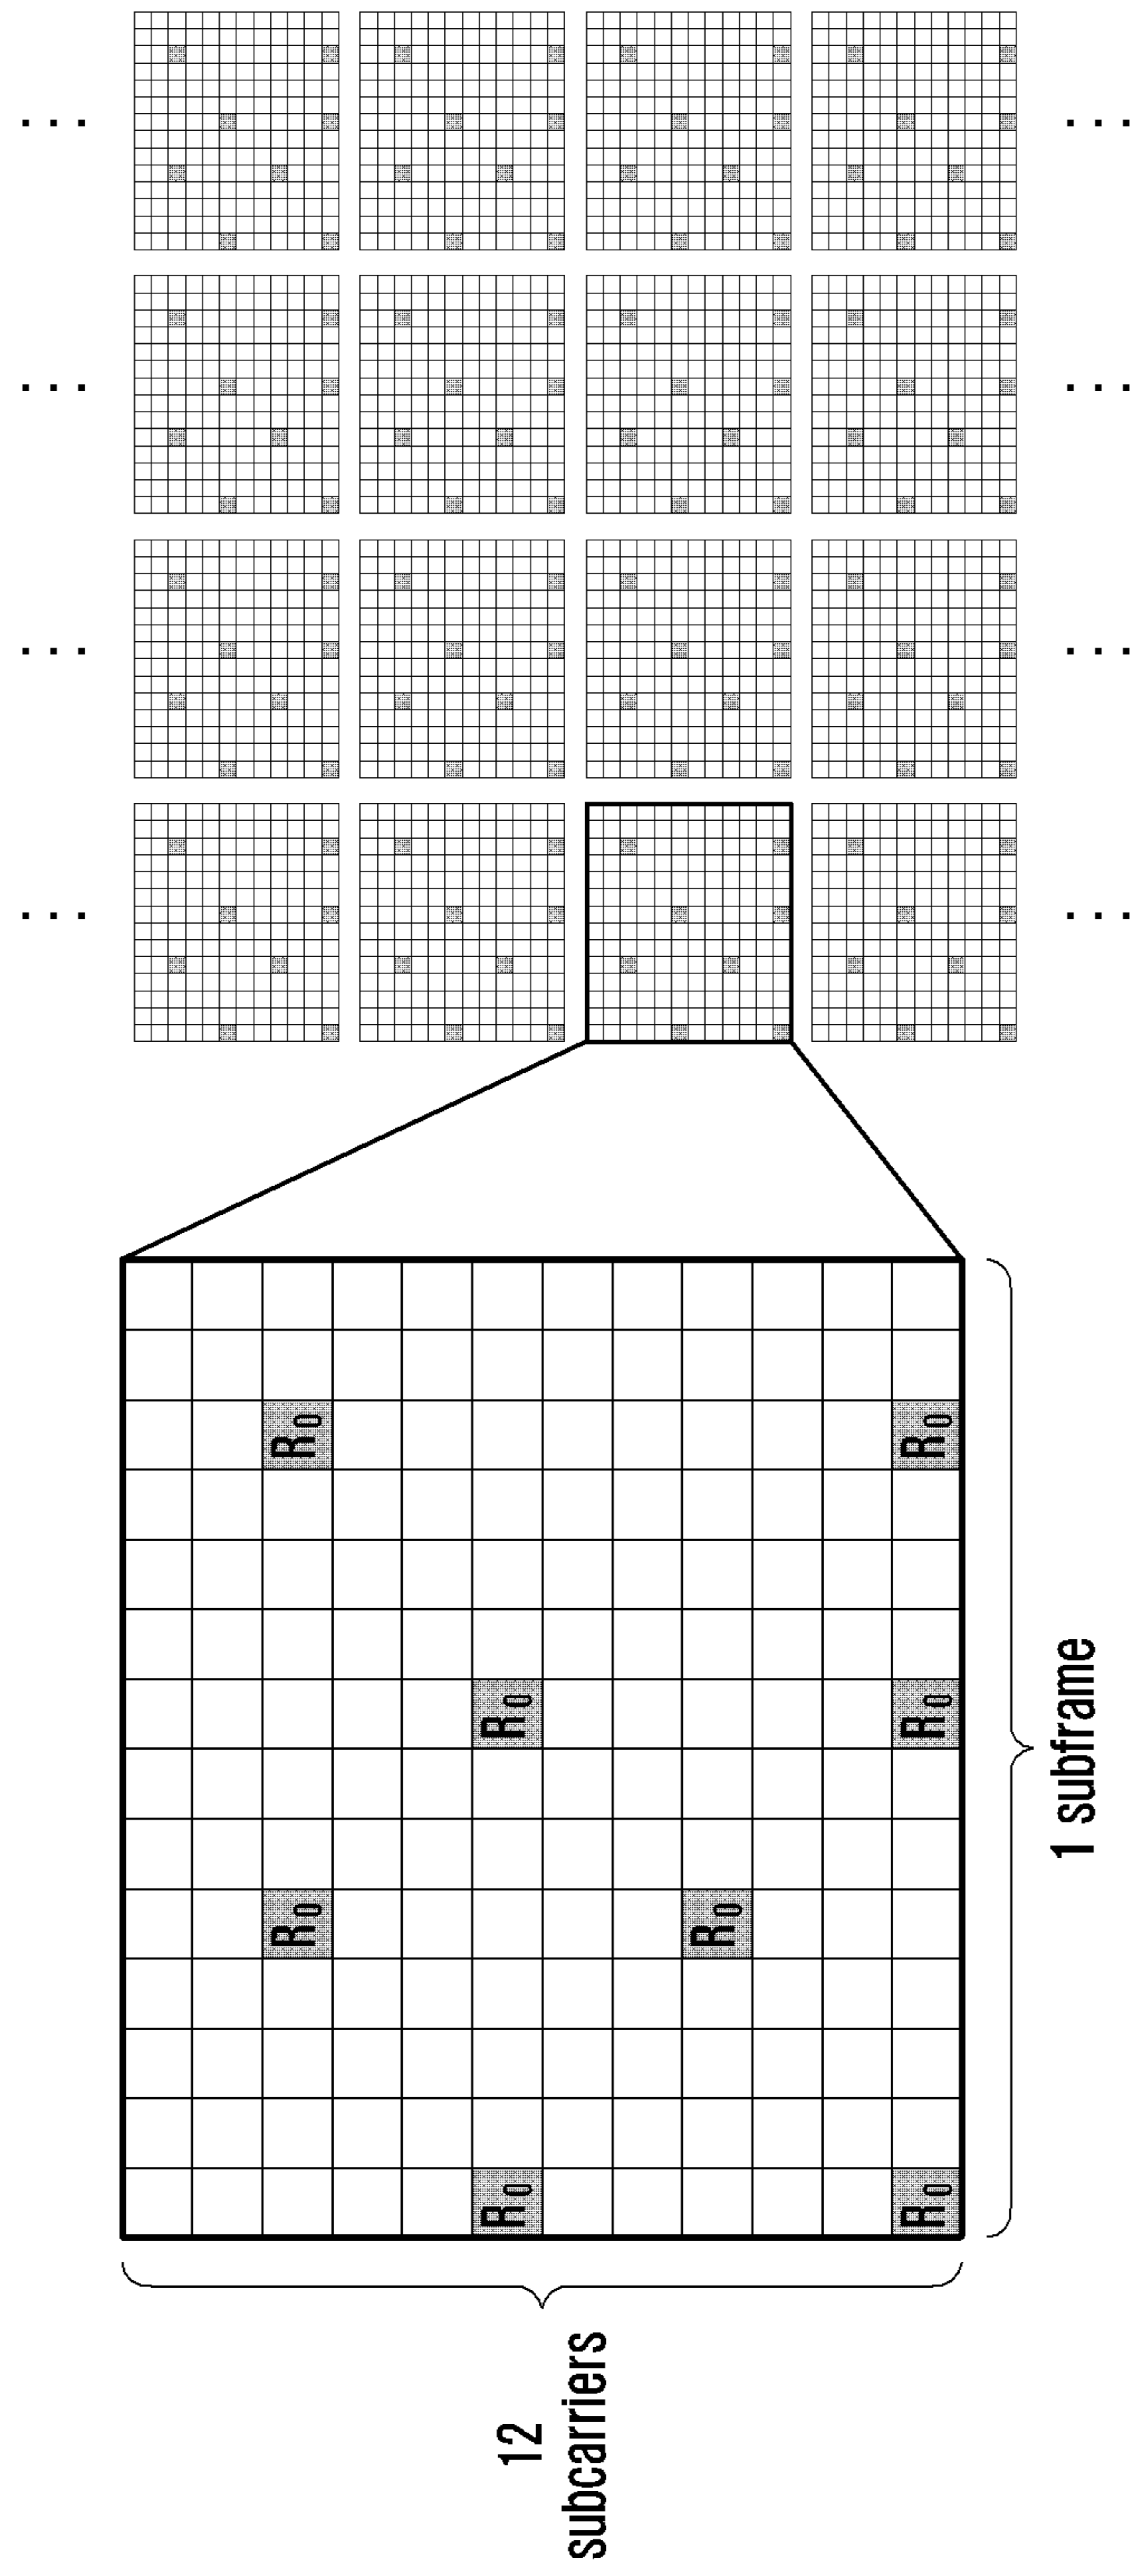 R₀ R₀
R₀ R₀
12
subcarriers
R₀
R₀ R₀ R₀
1 subframe